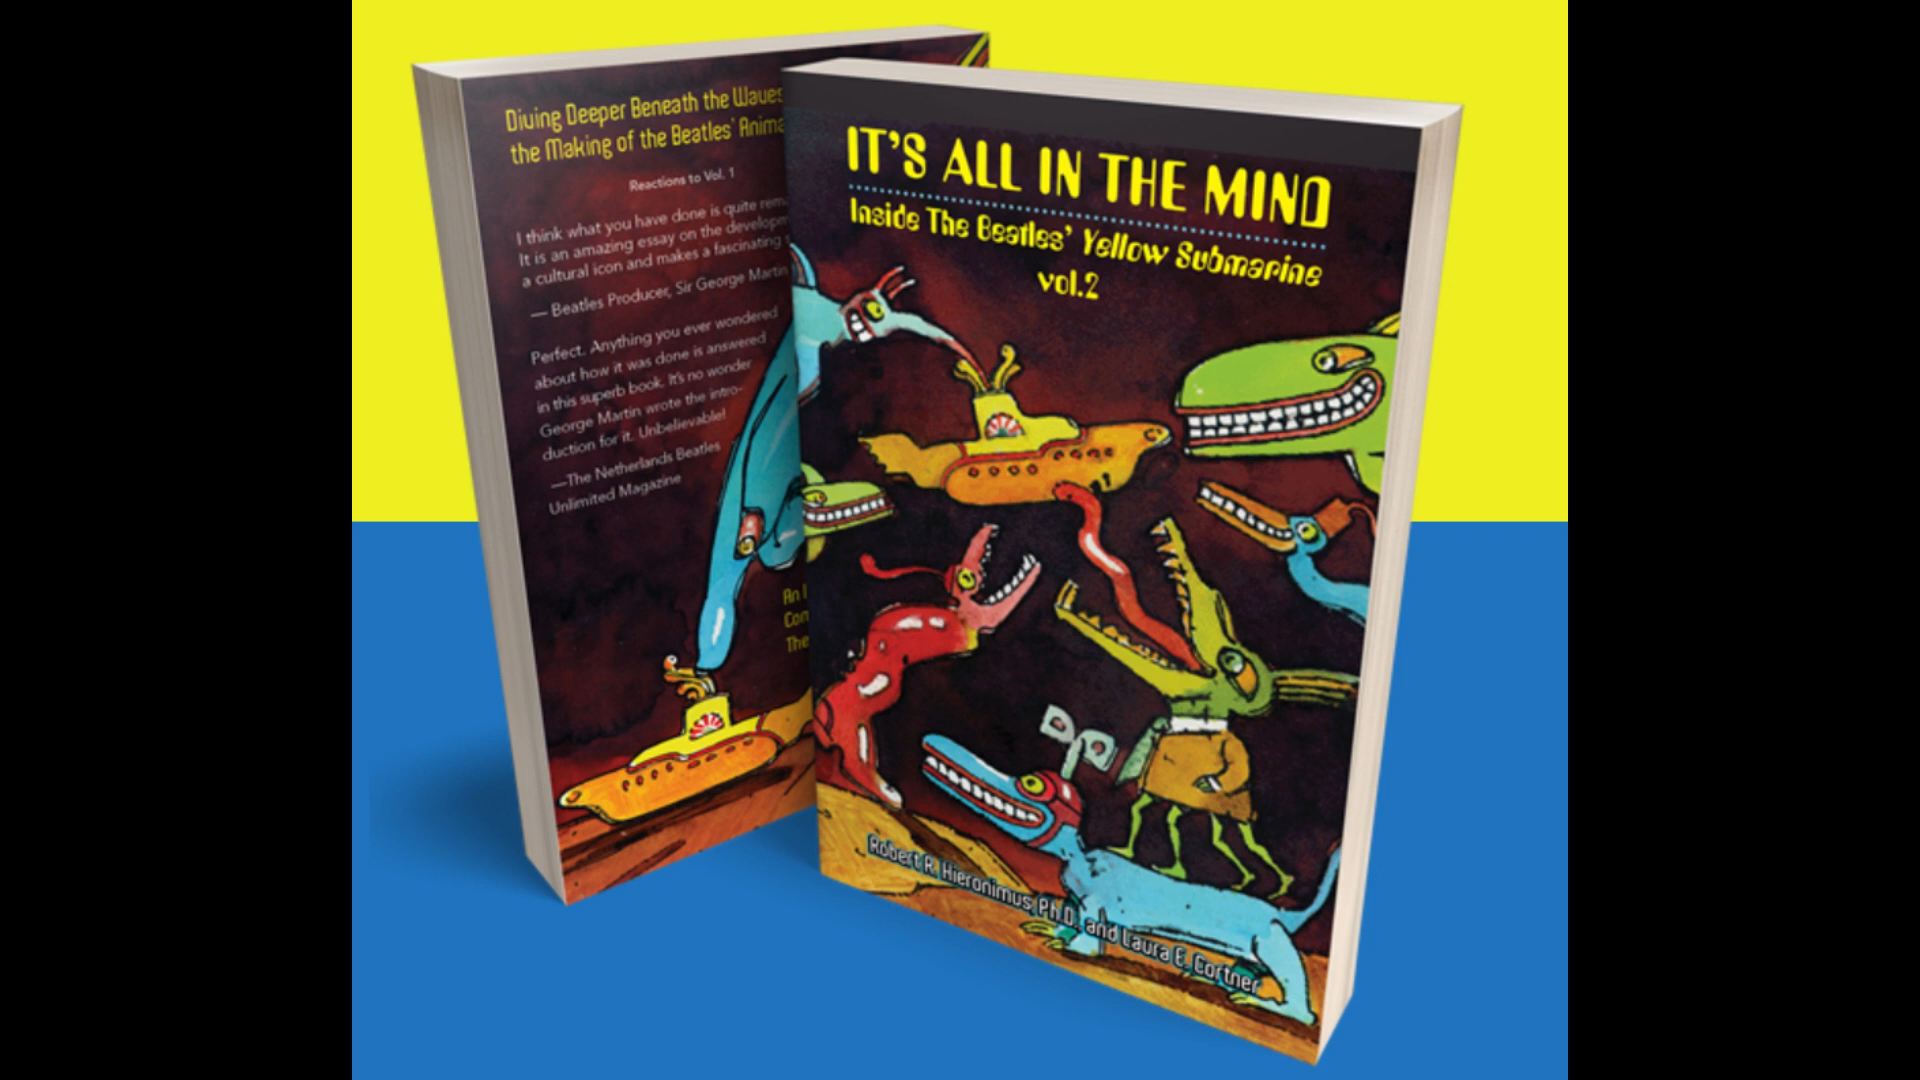 Diving Deeper Beneath the Waves
the Making of the Beatles'
Reactions to Vol. 1
I think what you have done is quite
It is an amazing essay on the
a cultural icon and makes a fascinating
— Beatles Producer, Sir George Martin
Perfect. Anything you ever wondered
about how it was done is answered
in this superb book. It's no wonder
George Martin wrote the intro-
duction for it. Unbelievable!
—The Netherlands Beatles
Unlimited Magazine
An
The
IT'S ALL IN THE MIND
Inside The Beatles' Yellow Submarine
vol.2
Robert R. Hieronimus, Ph.D. and Laura E. Cortner